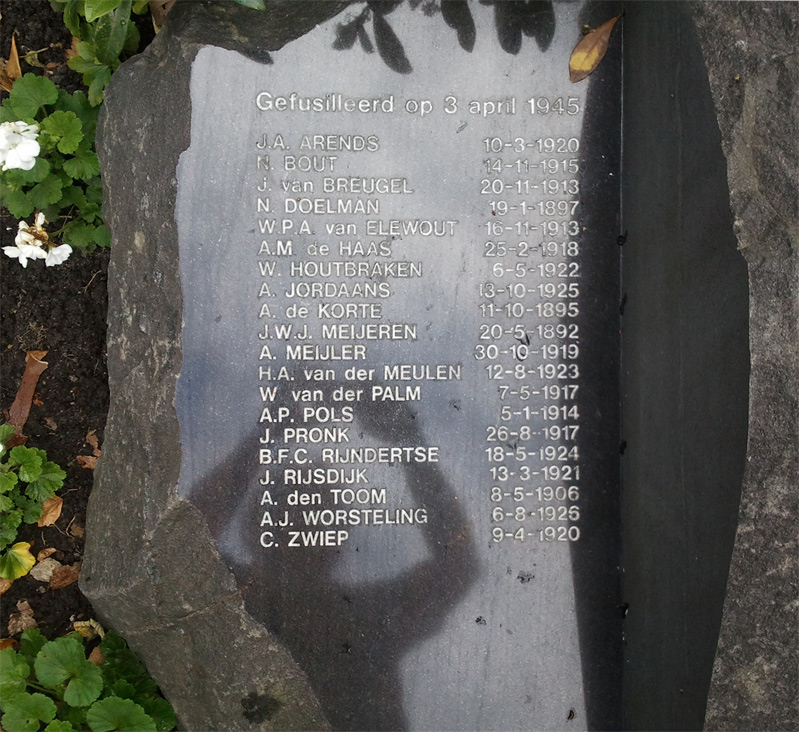 Gefusilleerd op 3 april 1945
J.A. ARENDS 10-3-1920
N. BOUT 14-11-1915
J. van BREUGEL 20-11-1913
N. DOELMAN 19-1-1897
W.P.A. van ELEWOUT 16-11-1913
A.M. de HAAS 25-2-1918
W. HOUTBRAKEN 6-5-1922
A. JORDAANS 13-10-1925
A. de KORTE 11-10-1895
J.W.J. MEIJEREN 20-5-1892
A. MEIJLER 30-10-1919
H.A. van der MEULEN 12-8-1923
W van der PALM 7-5-1917
A.P. POLS 5-1-1914
J. PRONK 26-8-1917
B.F.C. RIJNDERTSE 18-5-1924
J. RIJSDIJK 13-3-1921
A. den TOOM 8-5-1906
A.J. WORSTELING 6-8-1926
C. ZWIEP 9-4-1920